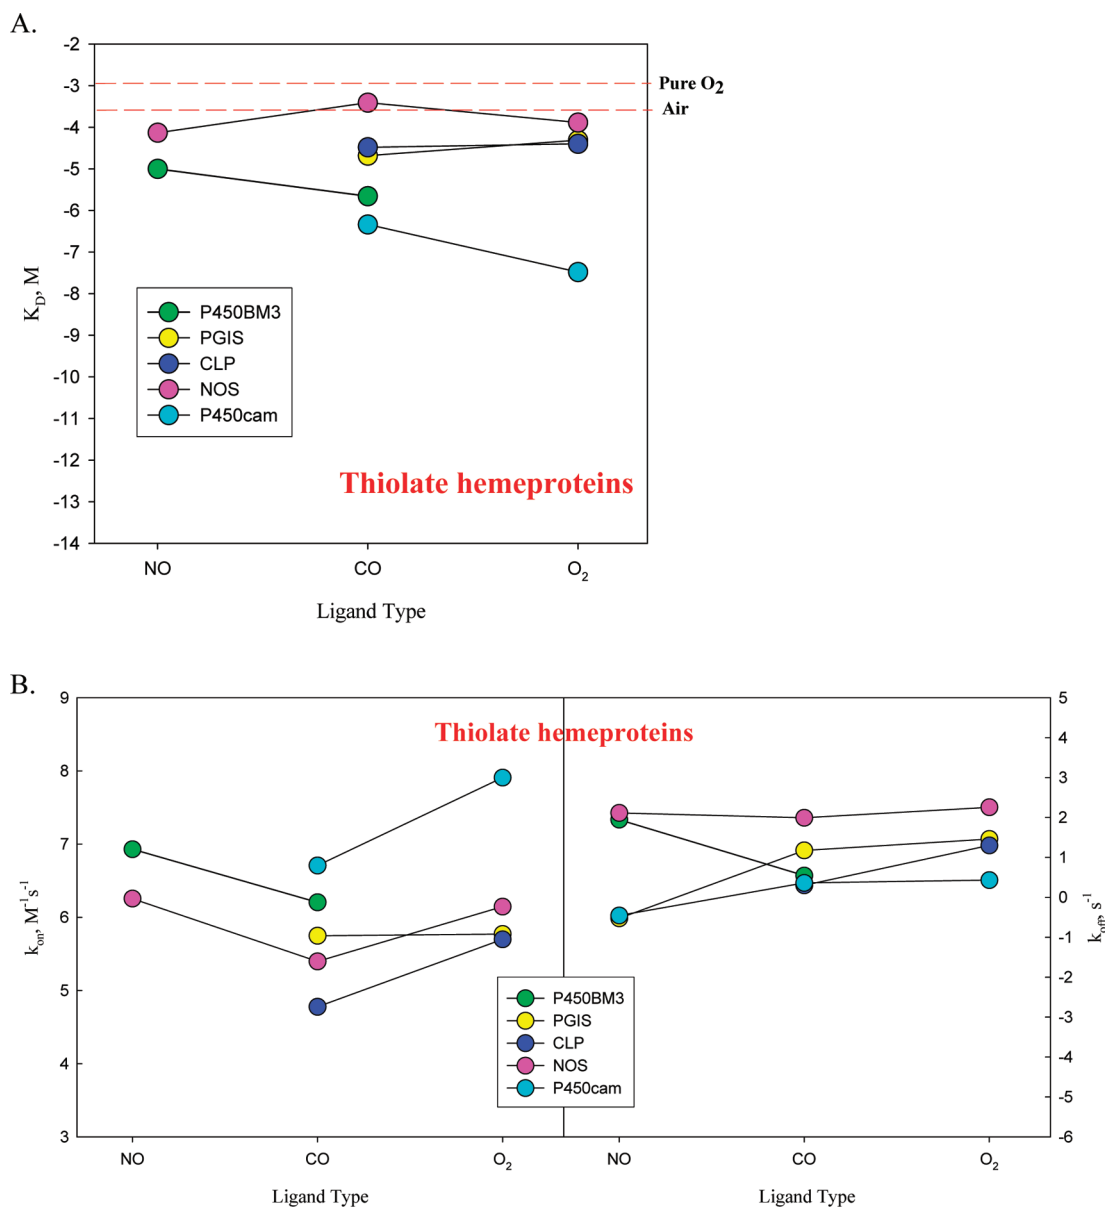 A.
-2
-3
-4
-5
-6
-7
-8
-9
-10
-11
-12
-13
-14
K_D, M
Pure O₂
Air
P450BM3
PGIS
CLP
NOS
P450cam
Thiolate hemeproteins
NO CO O₂
Ligand Type
B.
9
8
7
6
5
4
3
k_on, M⁻¹s⁻¹
Thiolate hemeproteins
5
4
3
2
1
0
-1
-2
-3
-4
-5
-6
k_off, s⁻¹
P450BM3
PGIS
CLP
NOS
P450cam
NO CO O₂ NO CO O₂
Ligand Type Ligand Type